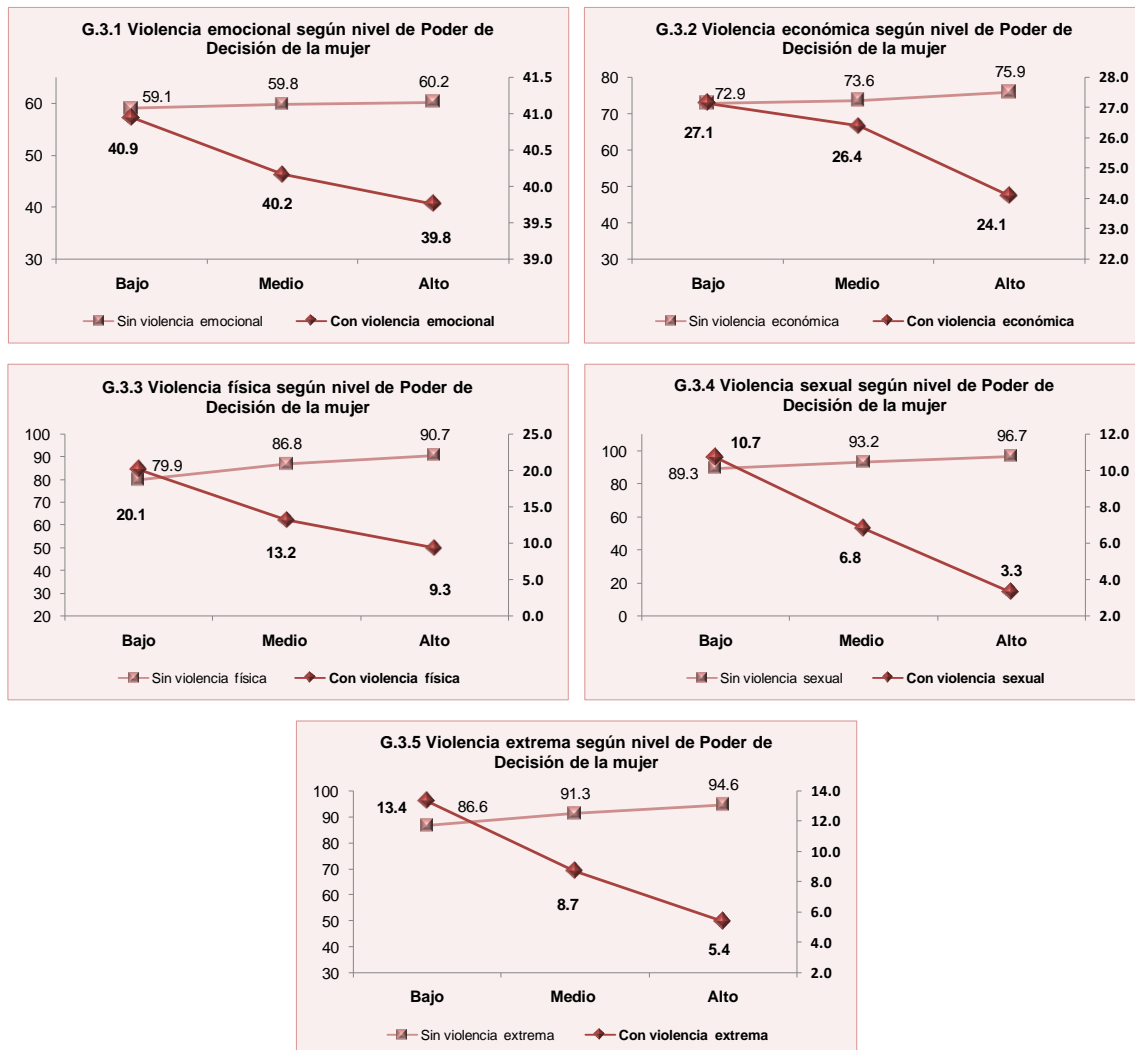 G.3.1 Violencia emocional según nivel de Poder de
Decisión de la mujer
59.1 59.8 60.2
40.9 40.2 39.8
60
50
40
30
41.5
41.0
40.5
40.0
39.5
39.0
Bajo Medio Alto
Sin violencia emocional Con violencia emocional
G.3.2 Violencia económica según nivel de Poder de
Decisión de la mujer
72.9 73.6 75.9
27.1 26.4 24.1
80
70
60
50
40
30
28.0
27.0
26.0
25.0
24.0
23.0
22.0
Bajo Medio Alto
Sin violencia económica Con violencia económica
G.3.3 Violencia física según nivel de Poder de
Decisión de la mujer
79.9 86.8 90.7
20.1 13.2 9.3
100
90
80
70
60
50
40
30
20
25.0
20.0
15.0
10.0
5.0
0.0
Bajo Medio Alto
Sin violencia física Con violencia física
G.3.4 Violencia sexual según nivel de Poder de
Decisión de la mujer
89.3 93.2 96.7
10.7 6.8 3.3
100
80
60
40
20
0
12.0
10.0
8.0
6.0
4.0
2.0
Bajo Medio Alto
Sin violencia sexual Con violencia sexual
G.3.5 Violencia extrema según nivel de Poder de
Decisión de la mujer
86.6 91.3 94.6
13.4 8.7 5.4
100
90
80
70
60
50
40
30
14.0
12.0
10.0
8.0
6.0
4.0
2.0
Bajo Medio Alto
Sin violencia extrema Con violencia extrema